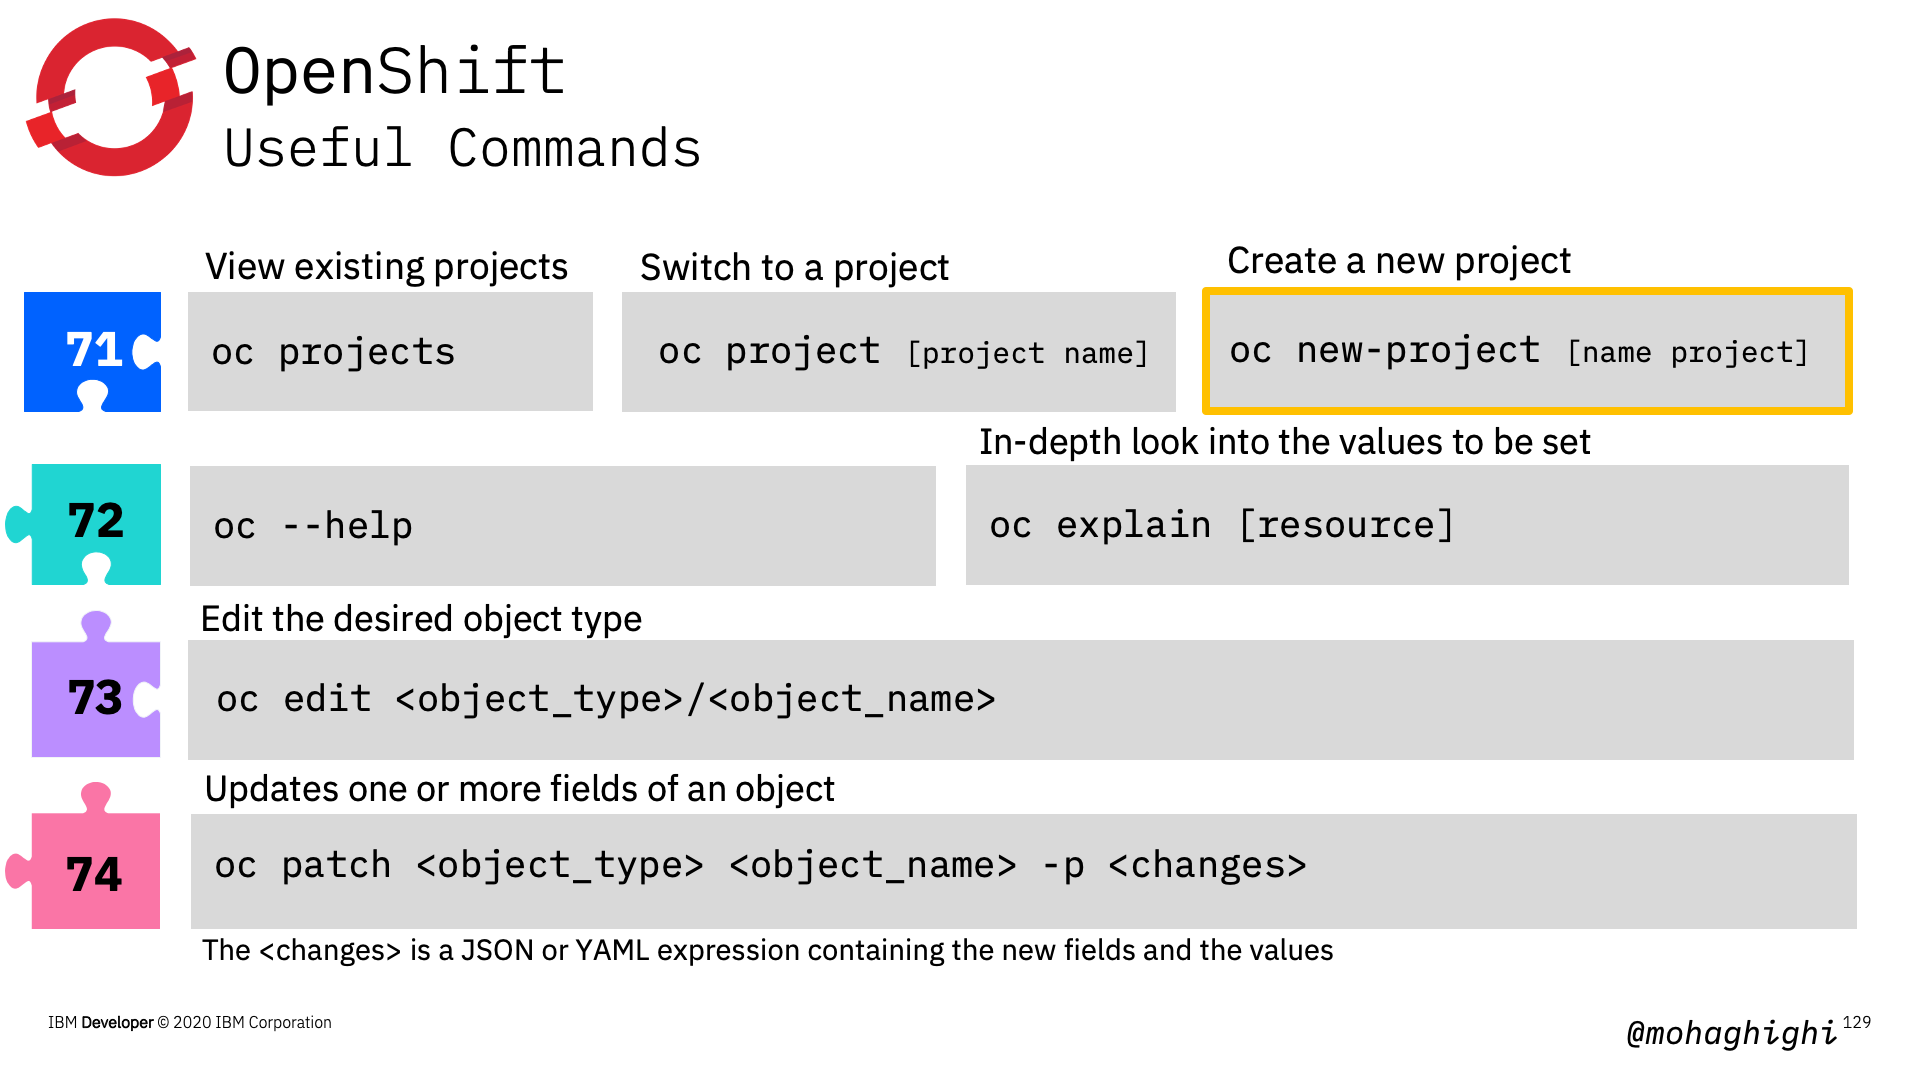 OpenShift
Useful Commands
View existing projects
Switch to a project
Create a new project
71
oc projects
oc project [project name]
oc new-project [name project]
In-depth look into the values to be set
72
oc --help
oc explain [resource]
Edit the desired object type
73
oc edit <object_type>/<object_name>
Updates one or more fields of an object
74
oc patch <object_type> <object_name> -p <changes>
The <changes> is a JSON or YAML expression containing the new fields and the values
IBM Developer © 2020 IBM Corporation
@mohaghighi
129